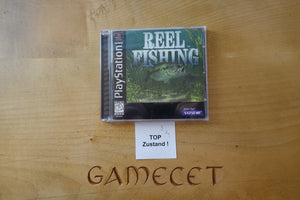 REEL
FISHING
PlayStation
TOP
Zustand !
GAMECET